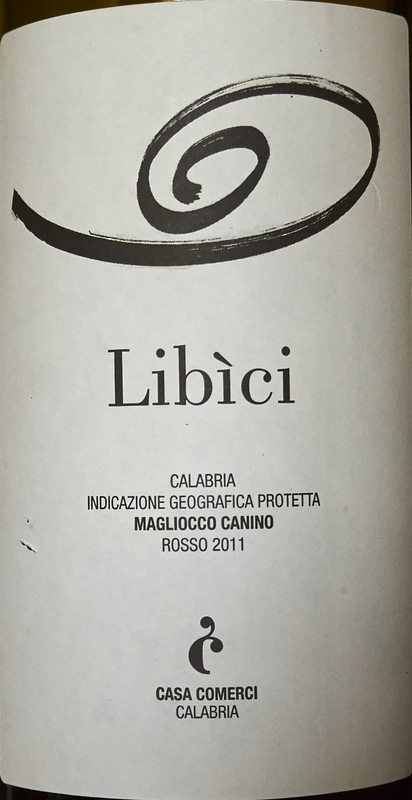 Libìci
CALABRIA
INDICAZIONE GEOGRAFICA PROTETTA
MAGLIOCCO CANINO
ROSSO 2011
CASA COMERCI
CALABRIA